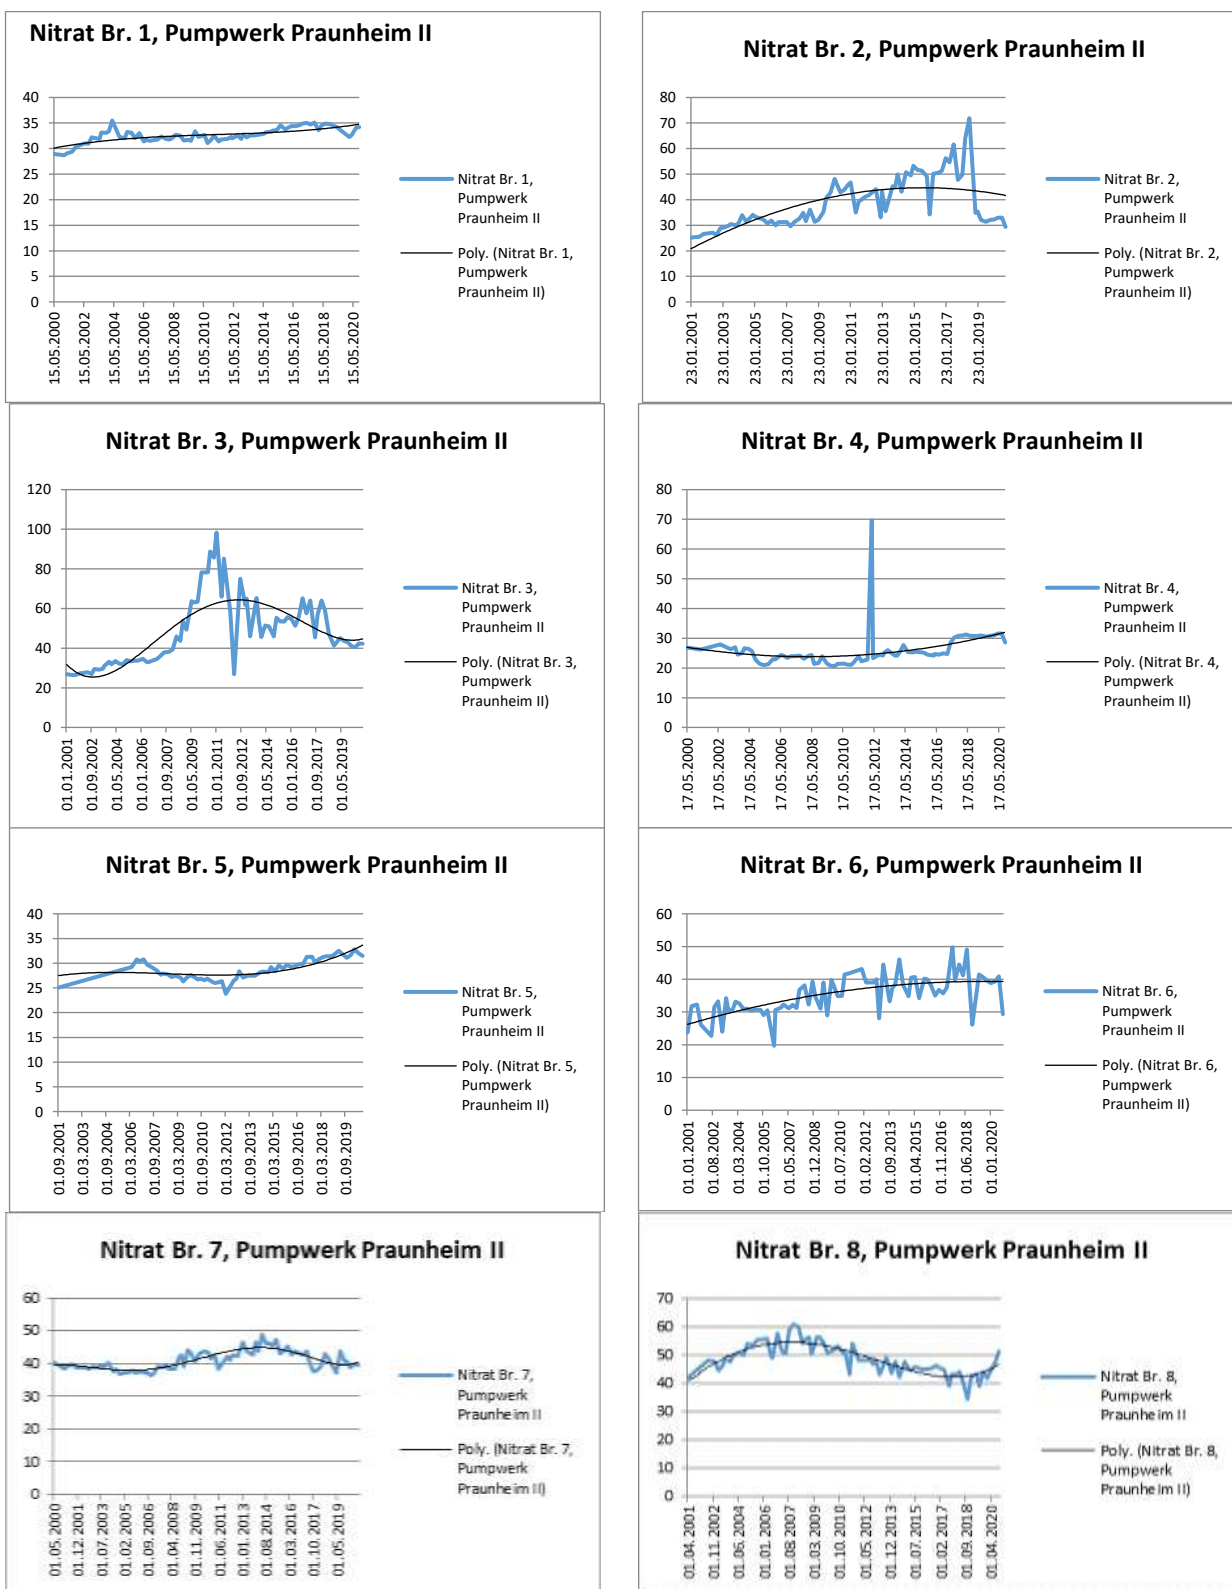 Nitrat Br. 1, Pumpwerk Praunheim II
40
35
30
25
20
15
10
5
0
15.05.2000
15.05.2002
15.05.2004
15.05.2006
15.05.2008
15.05.2010
15.05.2012
15.05.2014
15.05.2016
15.05.2018
15.05.2020
Nitrat Br. 1,
Pumpwerk
Praunheim II
Poly. (Nitrat Br. 1,
Pumpwerk
Praunheim II)
Nitrat Br. 2, Pumpwerk Praunheim II
80
70
60
50
40
30
20
10
0
23.01.2001
23.01.2003
23.01.2005
23.01.2007
23.01.2009
23.01.2011
23.01.2013
23.01.2015
23.01.2017
23.01.2019
Nitrat Br. 2,
Pumpwerk
Praunheim II
Poly. (Nitrat Br. 2,
Pumpwerk
Praunheim II)
Nitrat Br. 3, Pumpwerk Praunheim II
120
100
80
60
40
20
0
01.01.2001
01.09.2002
01.05.2004
01.01.2006
01.09.2007
01.05.2009
01.01.2011
01.09.2012
01.05.2014
01.01.2016
01.09.2017
01.05.2019
Nitrat Br. 3,
Pumpwerk
Praunheim II
Poly. (Nitrat Br. 3,
Pumpwerk
Praunheim II)
Nitrat Br. 4, Pumpwerk Praunheim II
80
70
60
50
40
30
20
10
0
17.05.2000
17.05.2002
17.05.2004
17.05.2006
17.05.2008
17.05.2010
17.05.2012
17.05.2014
17.05.2016
17.05.2018
17.05.2020
Nitrat Br. 4,
Pumpwerk
Praunheim II
Poly. (Nitrat Br. 4,
Pumpwerk
Praunheim II)
Nitrat Br. 5, Pumpwerk Praunheim II
40
35
30
25
20
15
10
5
0
01.09.2001
01.03.2003
01.09.2004
01.03.2006
01.09.2007
01.03.2009
01.09.2010
01.03.2012
01.09.2013
01.03.2015
01.09.2016
01.03.2018
01.09.2019
Nitrat Br. 5,
Pumpwerk
Praunheim II
Poly. (Nitrat Br. 5,
Pumpwerk
Praunheim II)
Nitrat Br. 6, Pumpwerk Praunheim II
60
50
40
30
20
10
0
01.01.2001
01.08.2002
01.03.2004
01.10.2005
01.05.2007
01.12.2008
01.07.2010
01.02.2012
01.09.2013
01.04.2015
01.11.2016
01.06.2018
01.01.2020
Nitrat Br. 6,
Pumpwerk
Praunheim II
Poly. (Nitrat Br. 6,
Pumpwerk
Praunheim II)
Nitrat Br. 7, Pumpwerk Praunheim II
60
50
40
30
20
10
0
01.05.2000
01.12.2001
01.07.2003
01.02.2005
01.09.2006
01.04.2008
01.11.2009
01.06.2011
01.01.2013
01.08.2014
01.03.2016
01.10.2017
01.05.2019
Nitrat Br. 7,
Pumpwerk
Praunheim II
Poly. (Nitrat Br. 7,
Pumpwerk
Praunheim II)
Nitrat Br. 8, Pumpwerk Praunheim II
70
60
50
40
30
20
10
0
01.04.2001
01.11.2002
01.06.2004
01.01.2006
01.08.2007
01.03.2009
01.10.2010
01.05.2012
01.12.2013
01.07.2015
01.02.2017
01.09.2018
01.04.2020
Nitrat Br. 8,
Pumpwerk
Praunheim II
Poly. (Nitrat Br. 8,
Pumpwerk
Praunheim II)